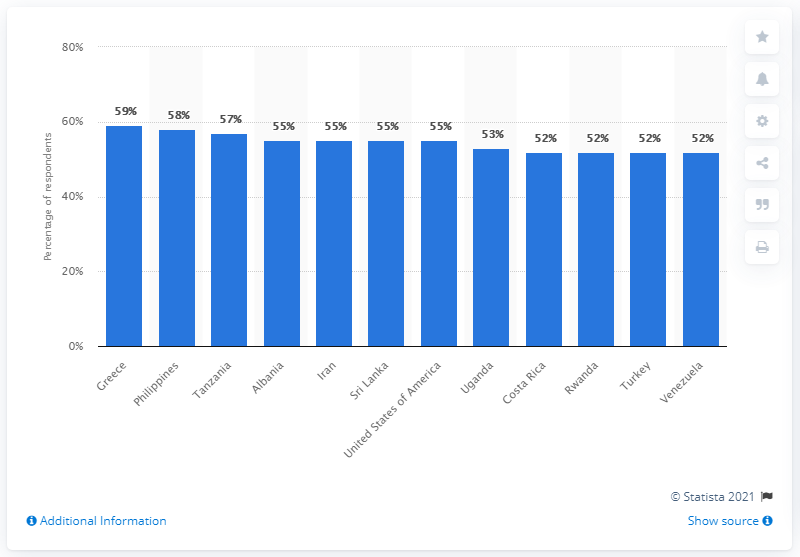 80%
60%
40%
20%
0%
Percentage of respondents
59%
58%
57%
55%
55%
55%
55%
53%
52%
52%
52%
52%
Greece
Philippines
Tanzania
Albania
Iran
Sri Lanka
United States of America
Uganda
Costa Rica
Rwanda
Turkey
Venezuela
© Statista 2021
Additional Information
Show source